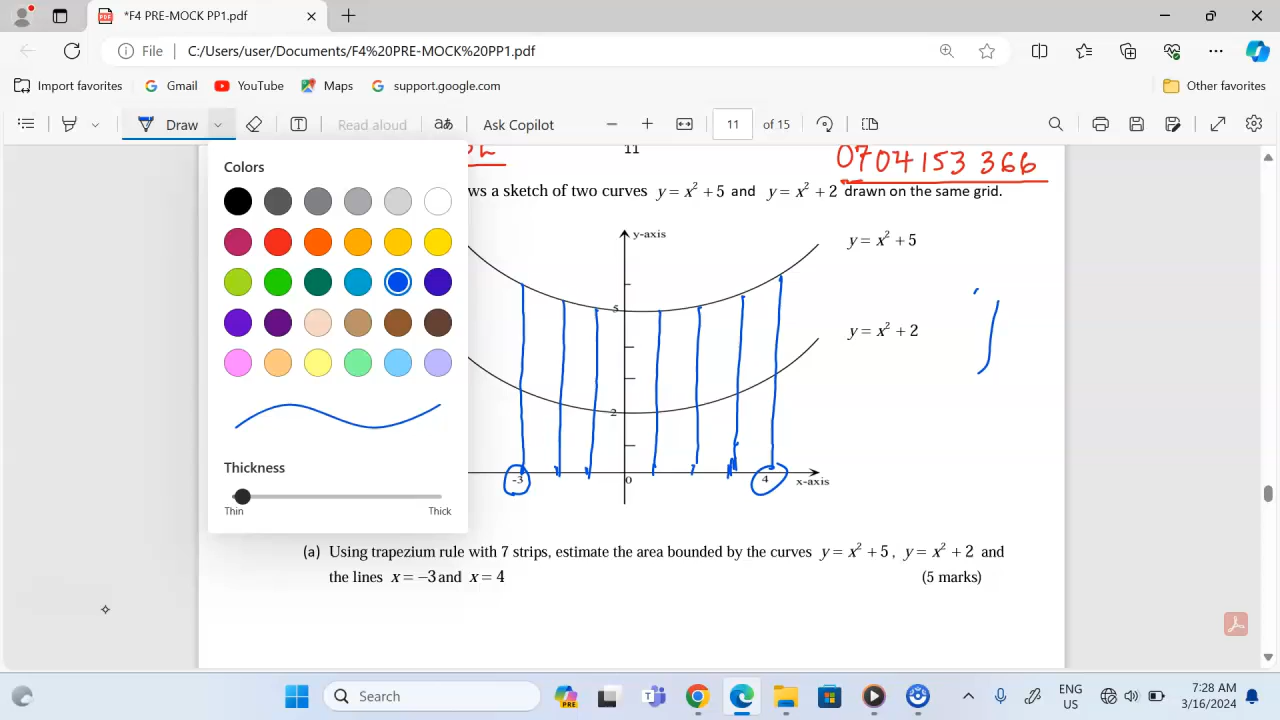 *F4 PRE-MOCK PP1.pdf
File C:/Users/user/Documents/F4%20PRE-MOCK%20PP1.pdf
Import favorites Gmail YouTube Maps support.google.com Other favorites
Draw Read aloud aあ Ask Copilot 11 of 15
Colors
Thickness
Thin Thick
11
0704153 366
ws a sketch of two curves y = x² + 5 and y = x² + 2 drawn on the same grid.
y-axis
y = x² + 5
5
y = x² + 2
2
-3 0 4 x-axis
(a) Using trapezium rule with 7 strips, estimate the area bounded by the curves y = x² + 5 , y = x² + 2 and
the lines x = −3 and x = 4 (5 marks)
Search
PRE
ENG
US
7:28 AM
3/16/2024